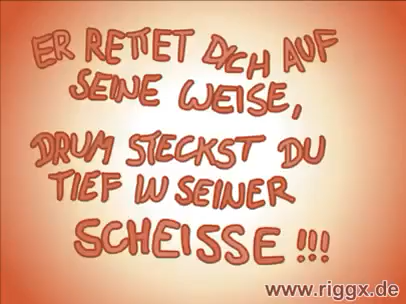 ER RETTET DICH AUF
SEINE WEISE,
DRUM STECKST DU
TIEF IN SEINER
SCHEISSE!!!
www.riggx.de